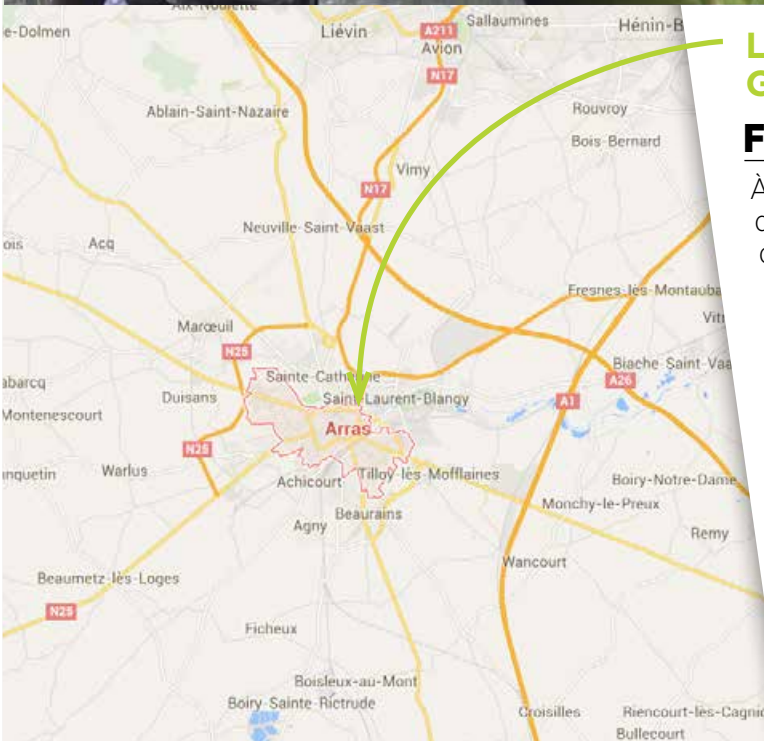 Aix-Noulette
Sallaumines
e-Dolmen
Liévin
A211
Hénin-B
Avion
N17
Ablain-Saint-Nazaire
Rouvroy
Bois-Bernard
Vimy
N17
Neuville-Saint-Vaast
ois
Acq
Fresnes-lès-Montauba
Marœuil
Vit
N25
Biache-Saint-Vaa
Sainte-Catherine
A26
abarcq
Duisans
Saint-Laurent-Blangy
A1
Montenescourt
Arras
N25
nquetin
Warlus
Tilloy-lès-Mofflaines
Achicourt
Boiry-Notre-Dame
Monchy-le-Preux
Beaurains
Agny
Remy
Wancourt
Beaumetz-lès-Loges
N25
Ficheux
Boisleux-au-Mont
Boiry-Sainte-Rictrude
Croisilles
Riencourt-lès-Cagnic
Bullecourt
L
G
F
À